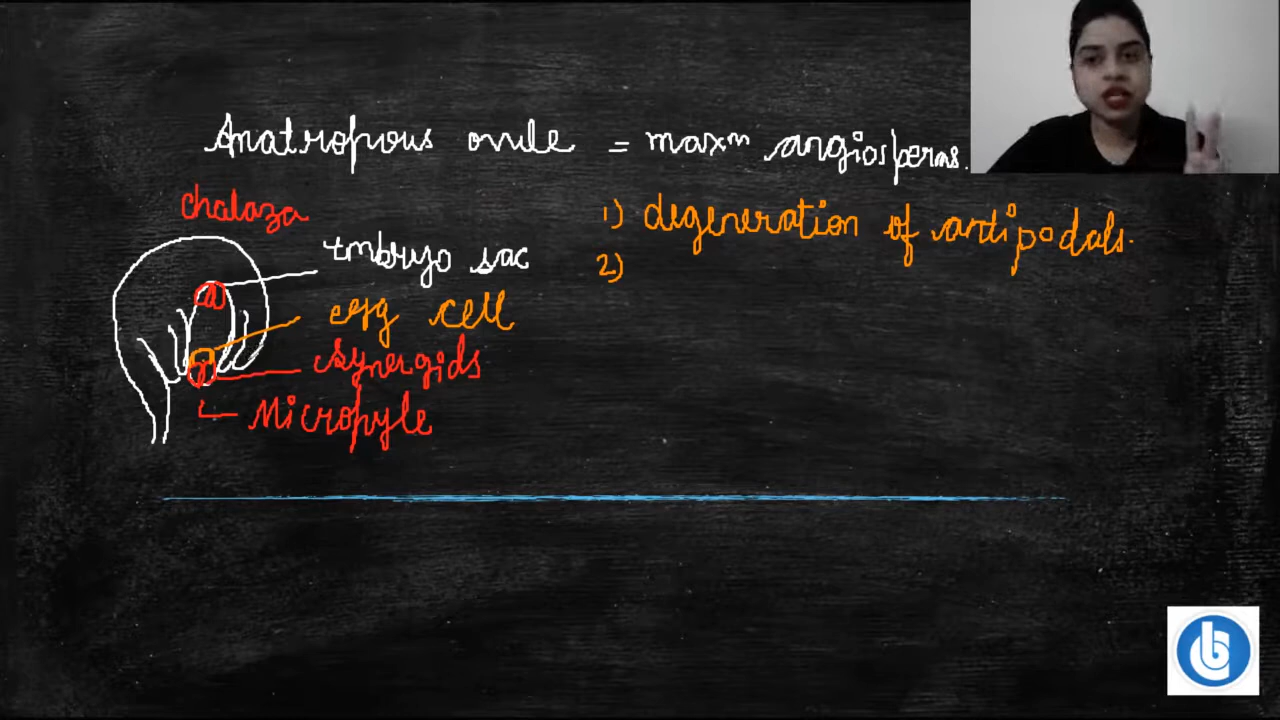 Anatropous ovule = maxᵐ angiosperms.
chalaza
1) degeneration of antipodals.
Embryo sac
2)
egg cell
synergids
Micropyle